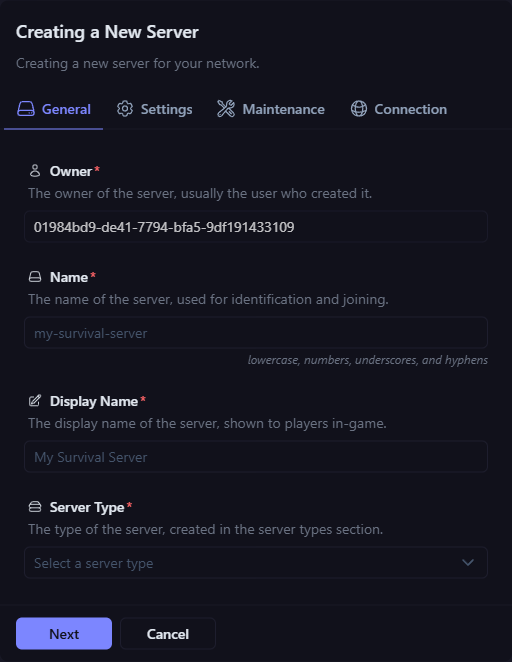 Creating a New Server
Creating a new server for your network.
General Settings Maintenance Connection
Owner*
The owner of the server, usually the user who created it.
01984bd9-de41-7794-bfa5-9df191433109
Name*
The name of the server, used for identification and joining.
my-survival-server
lowercase, numbers, underscores, and hyphens
Display Name*
The display name of the server, shown to players in-game.
My Survival Server
Server Type*
The type of the server, created in the server types section.
Select a server type
Next Cancel